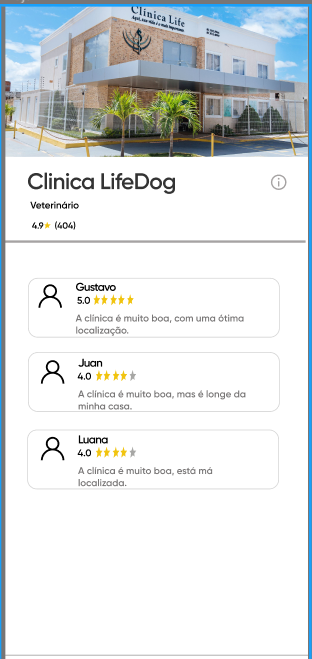 Clínica Life
Clinica LifeDog
Veterinário
4.9 (404)
Gustavo
5.0
A clínica é muito boa, com uma ótima
localização.
Juan
4.0
A clínica é muito boa, mas é longe da
minha casa.
Luana
4.0
A clínica é muito boa, está má
localizada.